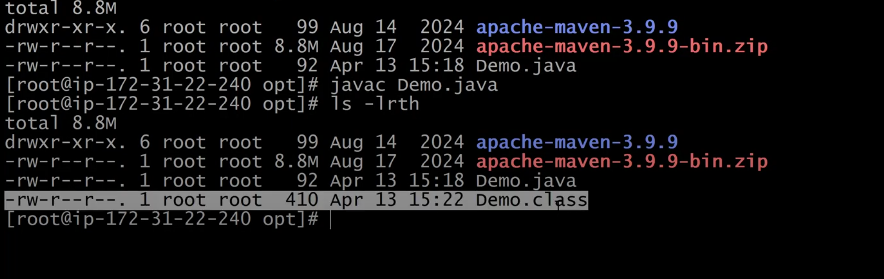 total 8.8M
drwxr-xr-x. 6 root root   99 Aug 14  2024 apache-maven-3.9.9
-rw-r--r--. 1 root root 8.8M Aug 17  2024 apache-maven-3.9.9-bin.zip
-rw-r--r--. 1 root root   92 Apr 13 15:18 Demo.java
[root@ip-172-31-22-240 opt]# javac Demo.java
[root@ip-172-31-22-240 opt]# ls -lrth
total 8.8M
drwxr-xr-x. 6 root root   99 Aug 14  2024 apache-maven-3.9.9
-rw-r--r--. 1 root root 8.8M Aug 17  2024 apache-maven-3.9.9-bin.zip
-rw-r--r--. 1 root root   92 Apr 13 15:18 Demo.java
-rw-r--r--. 1 root root  410 Apr 13 15:22 Demo.class
[root@ip-172-31-22-240 opt]#